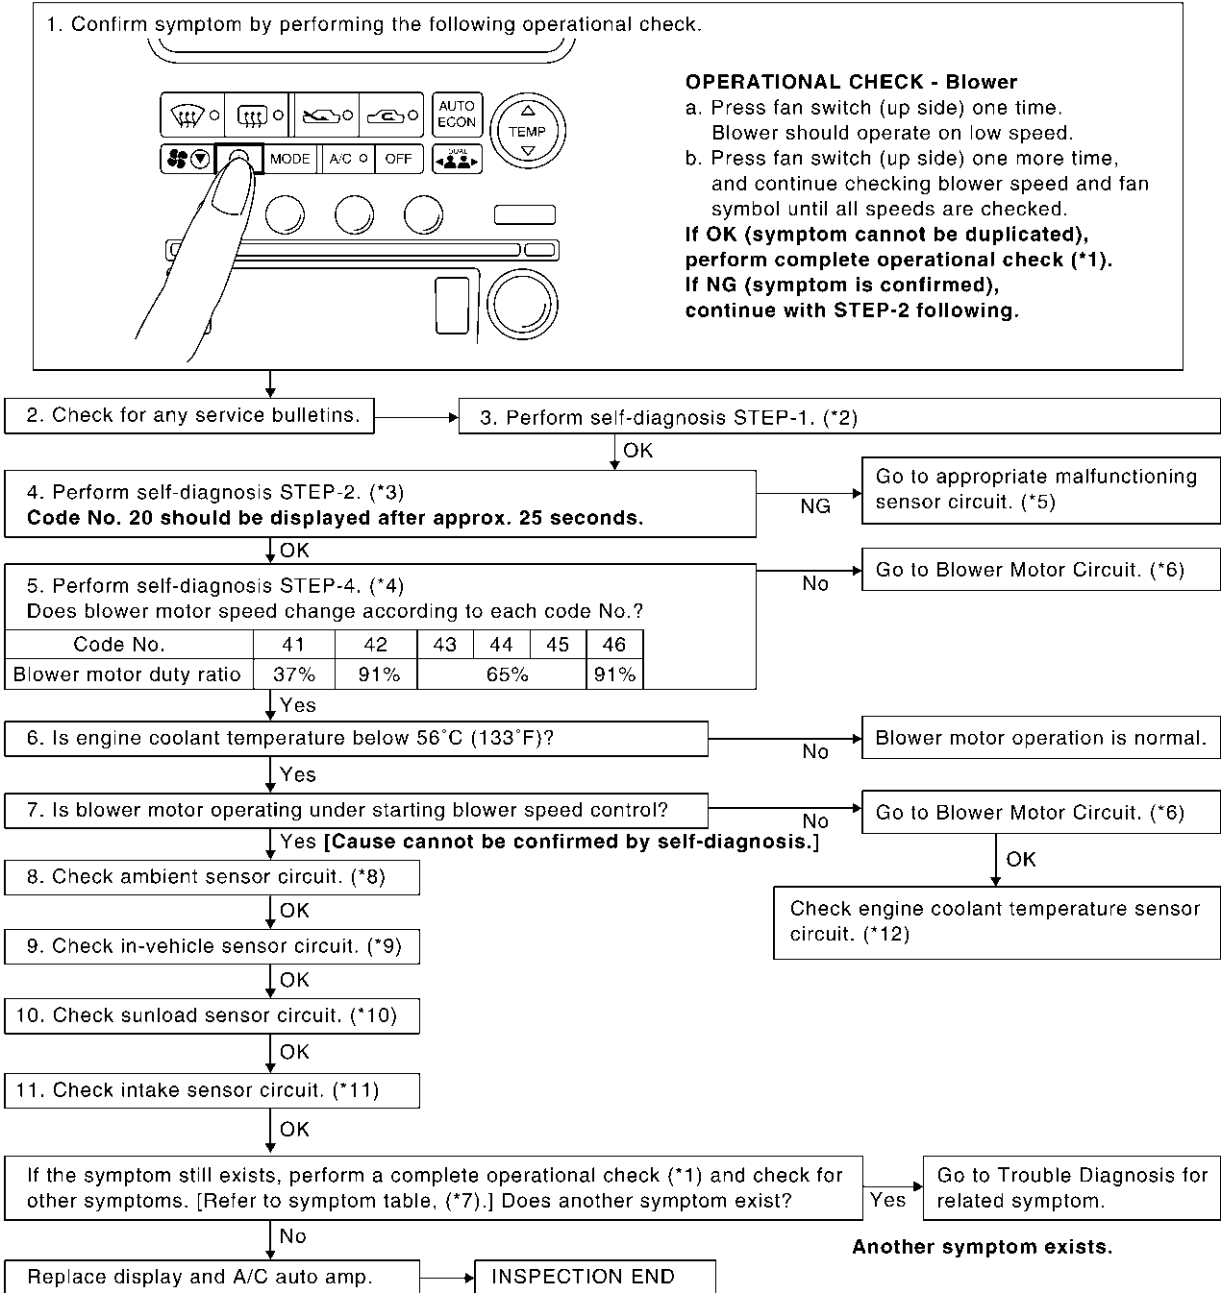 1. Confirm symptom by performing the following operational check.
AUTO
ECON
TEMP
MODE
A/C
OFF
DUAL
OPERATIONAL CHECK - Blower
a. Press fan switch (up side) one time.
Blower should operate on low speed.
b. Press fan switch (up side) one more time,
and continue checking blower speed and fan
symbol until all speeds are checked.
If OK (symptom cannot be duplicated),
perform complete operational check (*1).
If NG (symptom is confirmed),
continue with STEP-2 following.
2. Check for any service bulletins.
3. Perform self-diagnosis STEP-1. (*2)
OK
4. Perform self-diagnosis STEP-2. (*3)
Code No. 20 should be displayed after approx. 25 seconds.
NG
Go to appropriate malfunctioning
sensor circuit. (*5)
OK
5. Perform self-diagnosis STEP-4. (*4)
Does blower motor speed change according to each code No.?
Code No. 41 42 43 44 45 46
Blower motor duty ratio 37% 91% 65% 91%
No
Go to Blower Motor Circuit. (*6)
Yes
6. Is engine coolant temperature below 56°C (133°F)?
No
Blower motor operation is normal.
Yes
7. Is blower motor operating under starting blower speed control?
No
Go to Blower Motor Circuit. (*6)
OK
Check engine coolant temperature sensor
circuit. (*12)
Yes [Cause cannot be confirmed by self-diagnosis.]
8. Check ambient sensor circuit. (*8)
OK
9. Check in-vehicle sensor circuit. (*9)
OK
10. Check sunload sensor circuit. (*10)
OK
11. Check intake sensor circuit. (*11)
OK
If the symptom still exists, perform a complete operational check (*1) and check for
other symptoms. [Refer to symptom table, (*7).] Does another symptom exist?
Yes
Go to Trouble Diagnosis for
related symptom.
Another symptom exists.
No
Replace display and A/C auto amp.
INSPECTION END